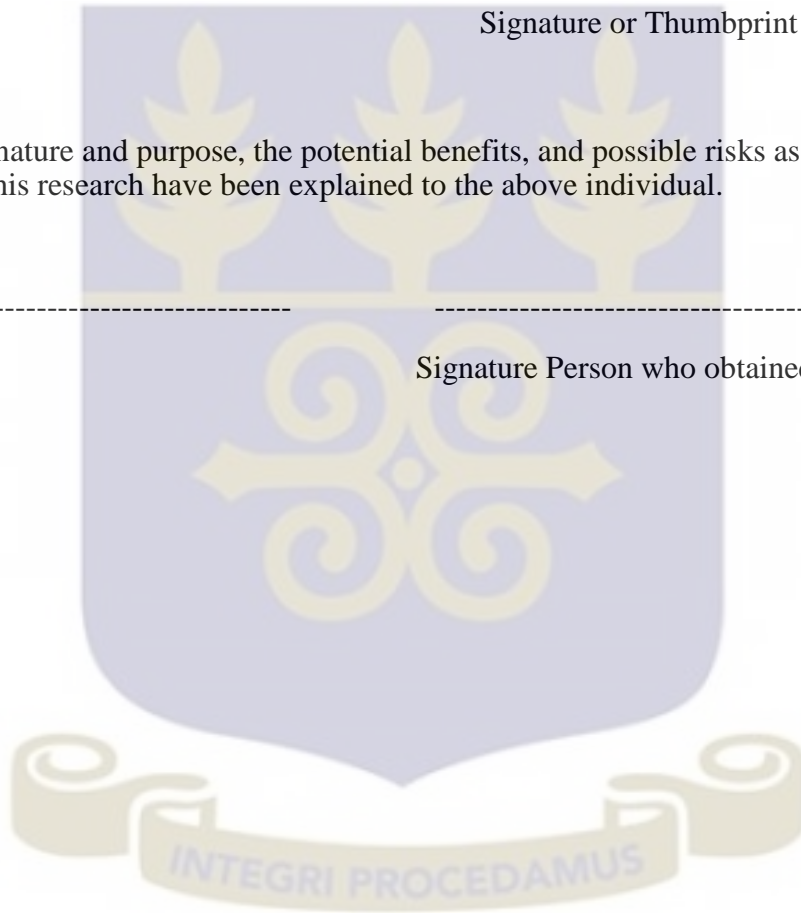 Signature or Thumbprint
nature and purpose, the potential benefits, and possible risks as
his research have been explained to the above individual.
------------------------------ ------------------------------------
Signature Person who obtained
INTEGRI PROCEDAMUS